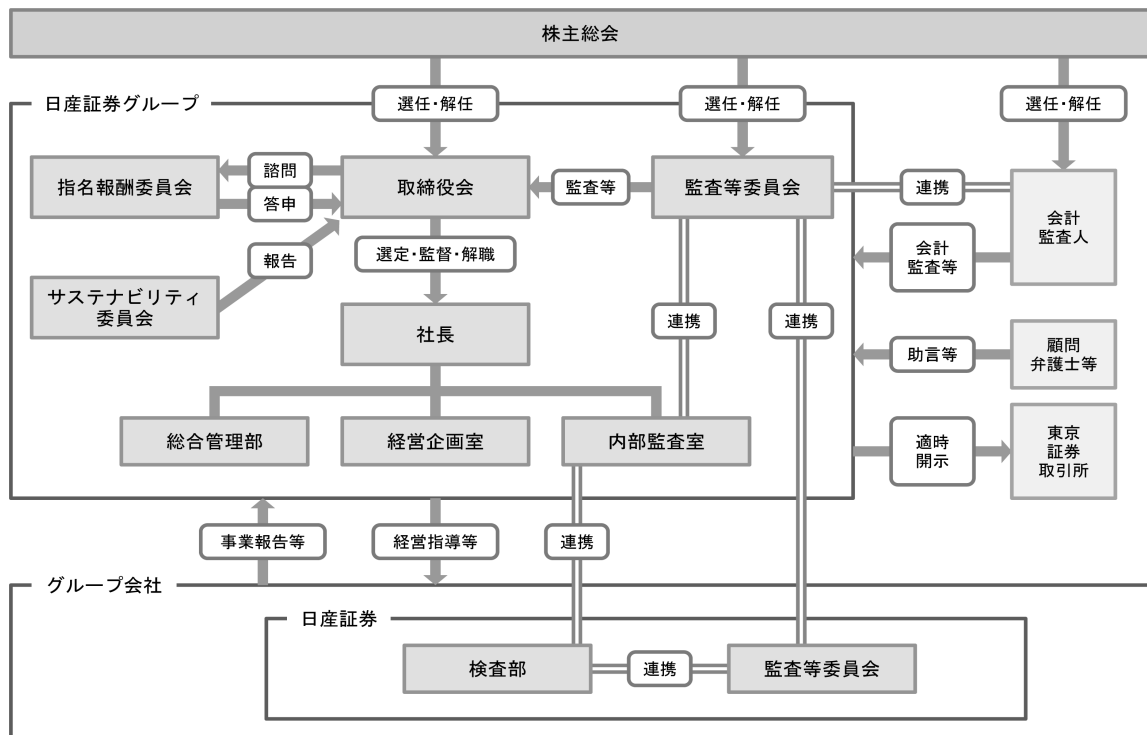 株主総会
選任・解任
選任・解任
選任・解任
日産証券グループ
指名報酬委員会
諮問
答申
取締役会
監査等
監査等委員会
連携
会計
監査人
報告
選定・監督・解職
会計
監査等
サステナビリティ
委員会
社長
連携
連携
助言等
顧問
弁護士等
総合管理部
経営企画室
内部監査室
適時
開示
東京
証券
取引所
事業報告等
経営指導等
連携
グループ会社
日産証券
検査部
連携
監査等委員会